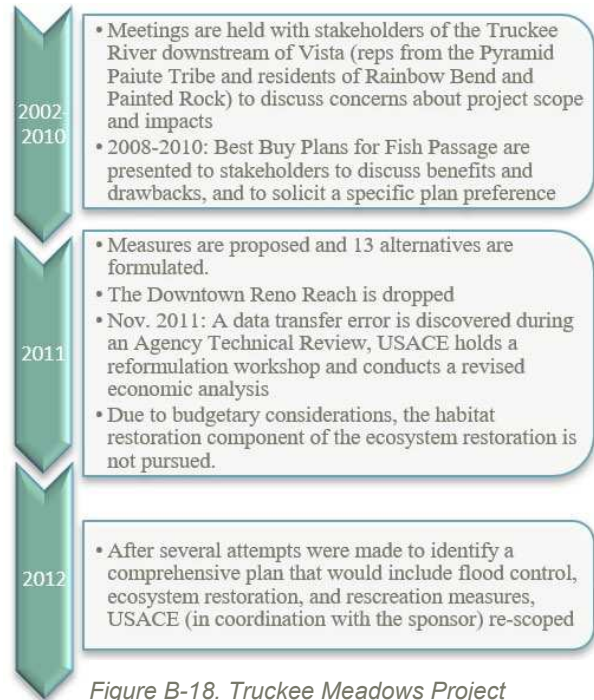 2002-
2010
• Meetings are held with stakeholders of the Truckee
River downstream of Vista (reps from the Pyramid
Paiute Tribe and residents of Rainbow Bend and
Painted Rock) to discuss concerns about project scope
and impacts
• 2008-2010: Best Buy Plans for Fish Passage are
presented to stakeholders to discuss benefits and
drawbacks, and to solicit a specific plan preference
2011
• Measures are proposed and 13 alternatives are
formulated.
• The Downtown Reno Reach is dropped
• Nov. 2011: A data transfer error is discovered during
an Agency Technical Review, USACE holds a
reformulation workshop and conducts a revised
economic analysis
• Due to budgetary considerations, the habitat
restoration component of the ecosystem restoration is
not pursued.
2012
• After several attempts were made to identify a
comprehensive plan that would include flood control,
ecosystem restoration, and rescreation measures,
USACE (in coordination with the sponsor) re-scoped
Figure B-18. Truckee Meadows Project